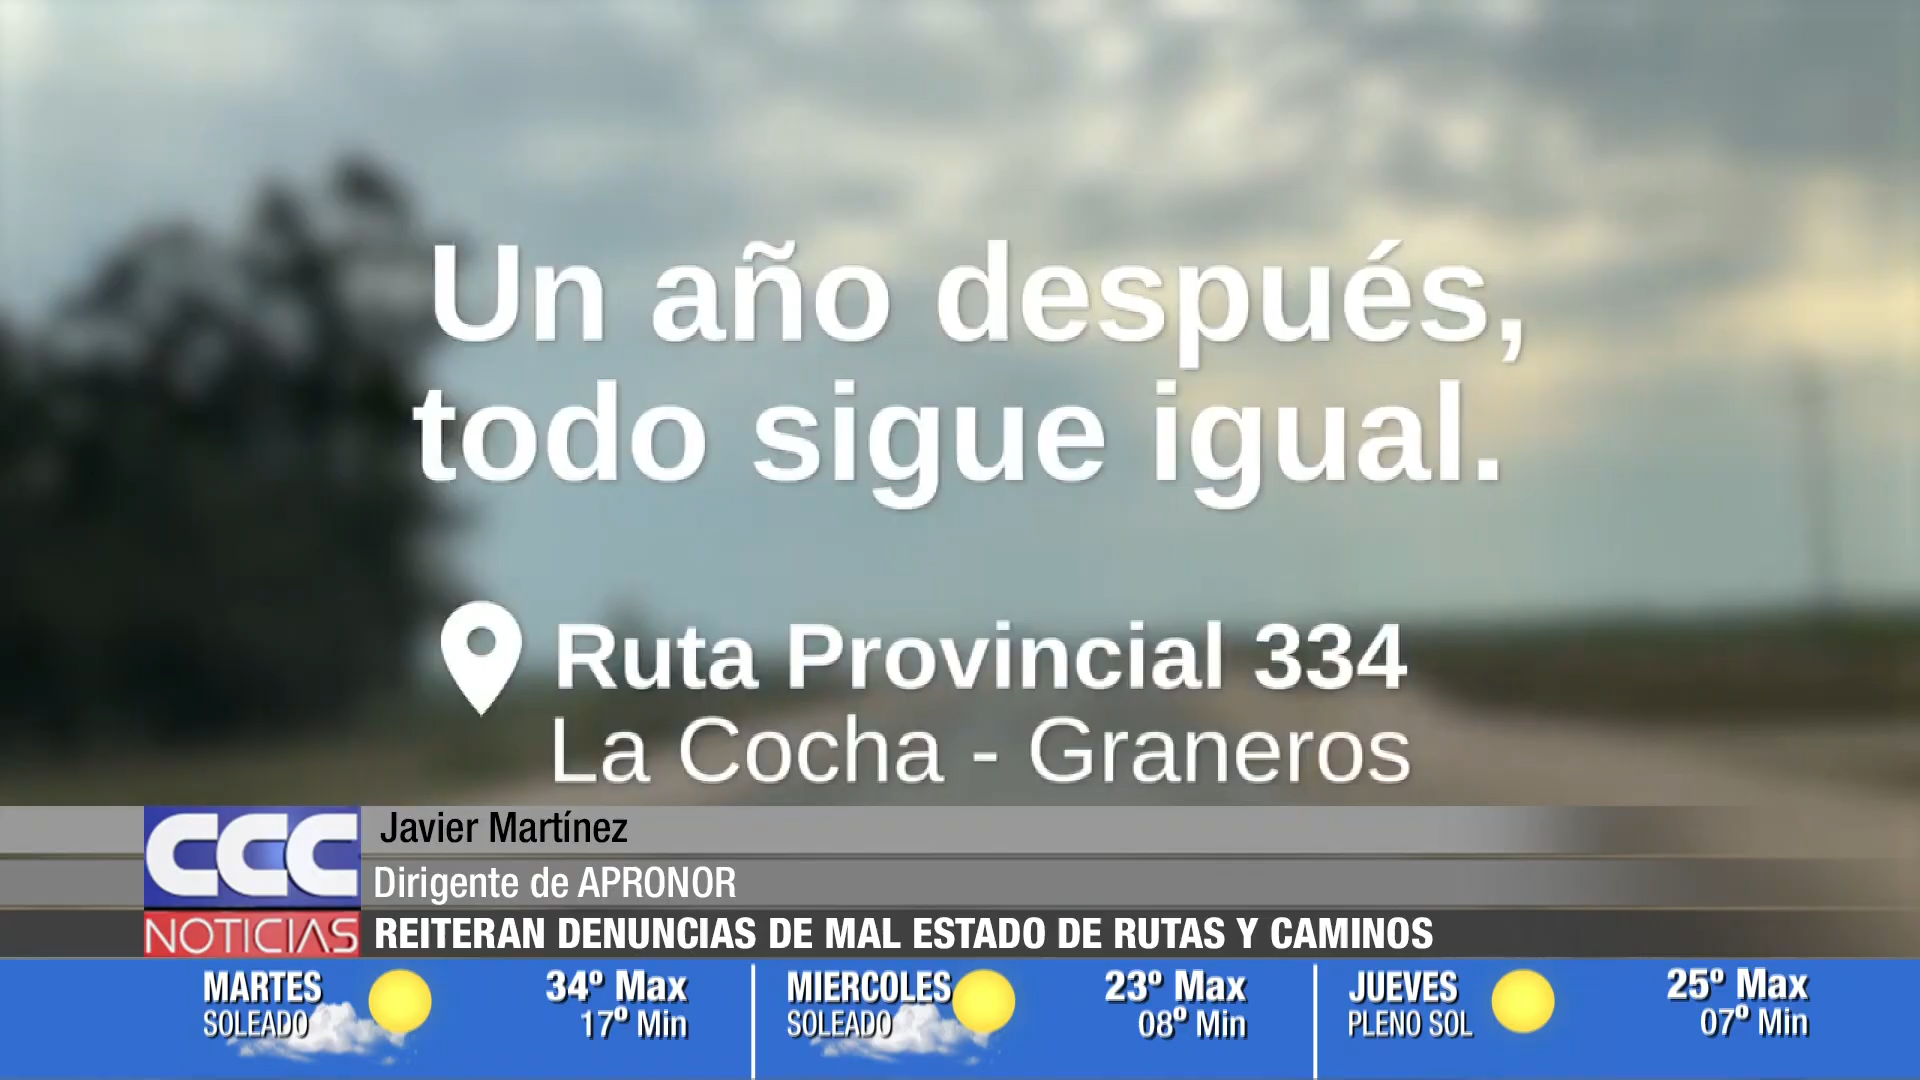 Un año después,
todo sigue igual.
Ruta Provincial 334
La Cocha - Graneros
CCC
NOTICIAS
Javier Martínez
Dirigente de APRONOR
REITERAN DENUNCIAS DE MAL ESTADO DE RUTAS Y CAMINOS
MARTES
SOLEADO
34º Max
17º Min
MIERCOLES
SOLEADO
23º Max
08º Min
JUEVES
PLENO SOL
25º Max
07º Min